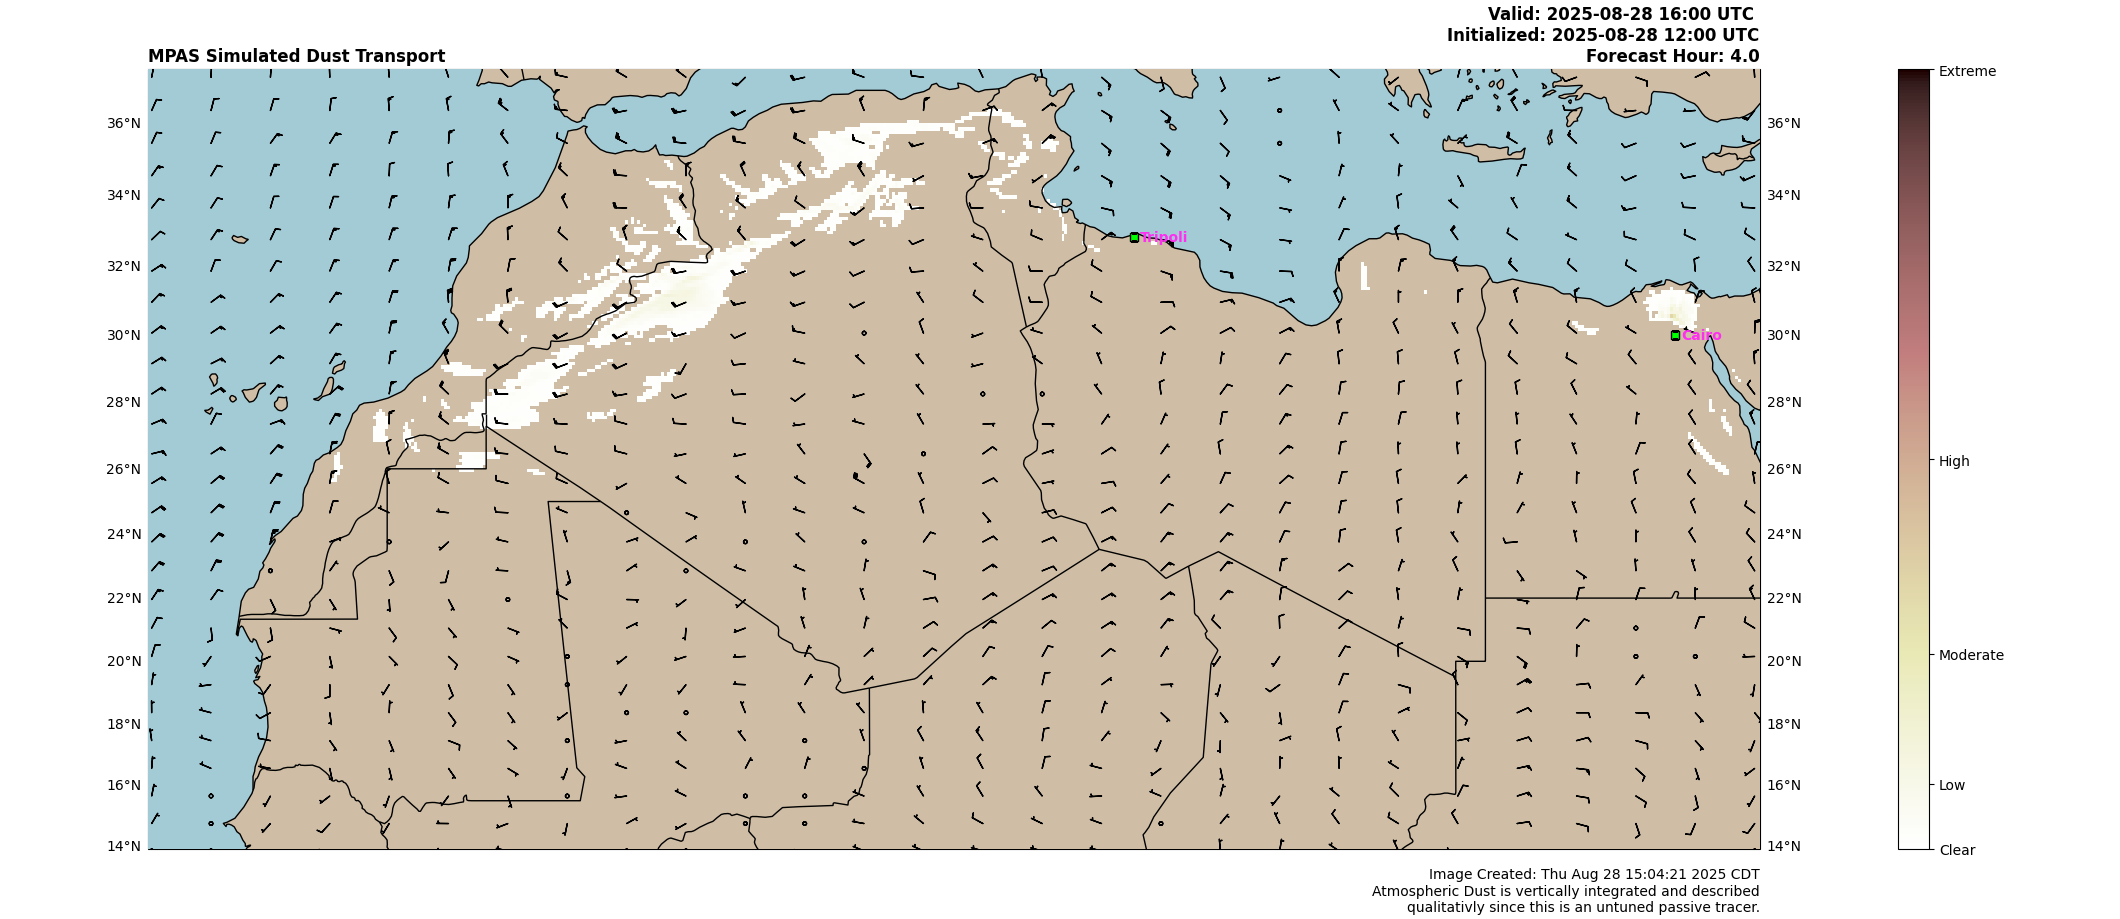 Valid: 2025-08-28 16:00 UTC
Initialized: 2025-08-28 12:00 UTC
MPAS Simulated Dust Transport
Forecast Hour: 4.0
36°N
34°N
32°N
30°N
28°N
26°N
24°N
22°N
20°N
18°N
16°N
14°N
Tripoli
Cairo
36°N
34°N
32°N
30°N
28°N
26°N
24°N
22°N
20°N
18°N
16°N
14°N
Extreme
High
Moderate
Low
Clear
Image Created: Thu Aug 28 15:04:21 2025 CDT
Atmospheric Dust is vertically integrated and described
qualitativly since this is an untuned passive tracer.